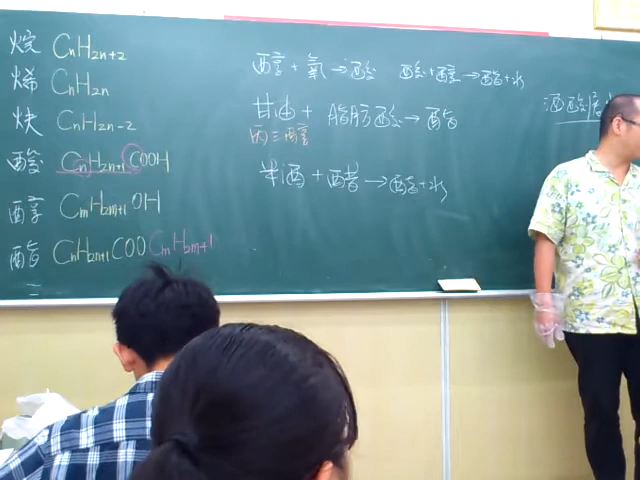 烷 CnH2n+2
烯 CnH2n
炔 CnH2n-2
酸 CnH2n+1COOH
醇 CmH2m+1OH
酯 CnH2n+1COOCmH2m+1
醇 + 氧 → 酸 酸 + 醇 → 酯 + 水
甘油 + 脂肪酸 → 酯
丙三醇
米酒 + 醋 → 酯 + 水
酒酸